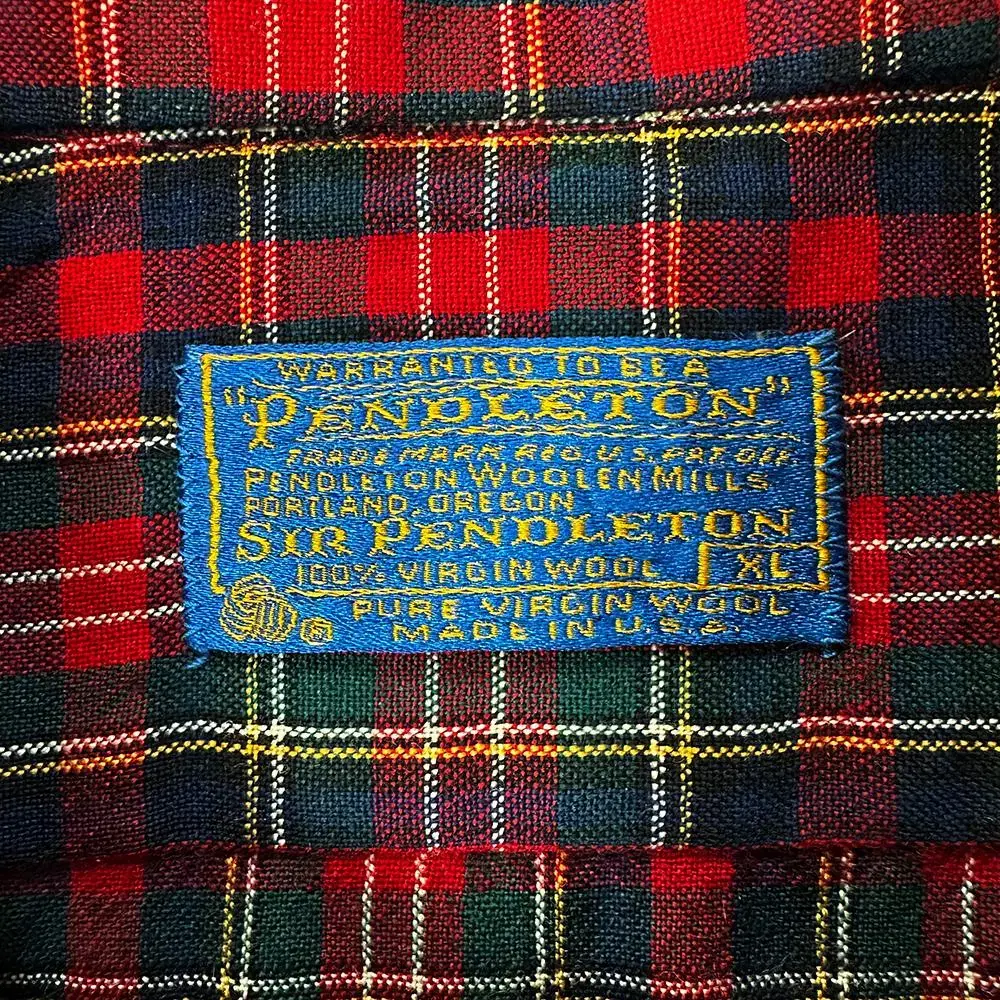 WARRANTED TO BE A
"PENDLETON"
TRADE MARK REG. U.S. PAT. OFF.
PENDLETON WOOLEN MILLS
PORTLAND, OREGON
SIR PENDLETON
100% VIRGIN WOOL XL
PURE VIRGIN WOOL
MADE IN U.S.A.